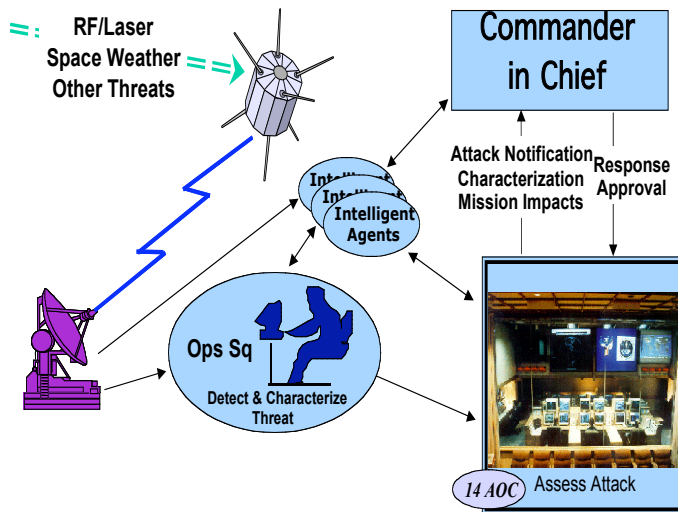 RF/Laser
Space Weather
Other Threats
Commander
in Chief
Attack Notification
Characterization
Mission Impacts
Response
Approval
Intelligent
Agents
Ops Sq
Detect & Characterize
Threat
14 AOC
Assess Attack